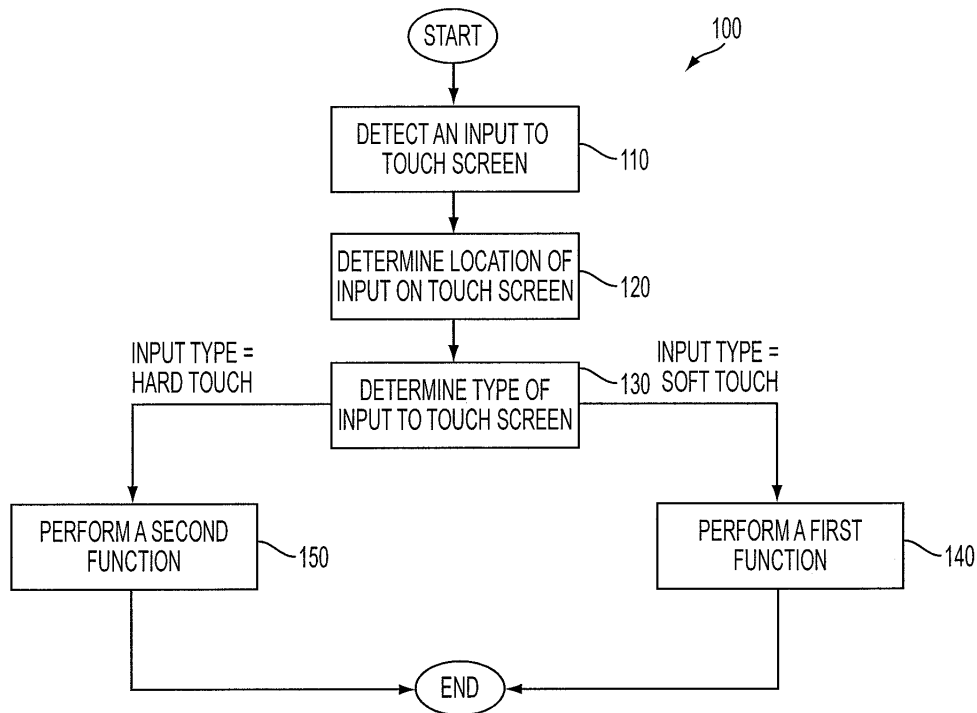 START
100
DETECT AN INPUT TO
TOUCH SCREEN
110
DETERMINE LOCATION OF
INPUT ON TOUCH SCREEN
120
INPUT TYPE =
HARD TOUCH
DETERMINE TYPE OF
INPUT TO TOUCH SCREEN
130
INPUT TYPE =
SOFT TOUCH
PERFORM A SECOND
FUNCTION
150
PERFORM A FIRST
FUNCTION
140
END